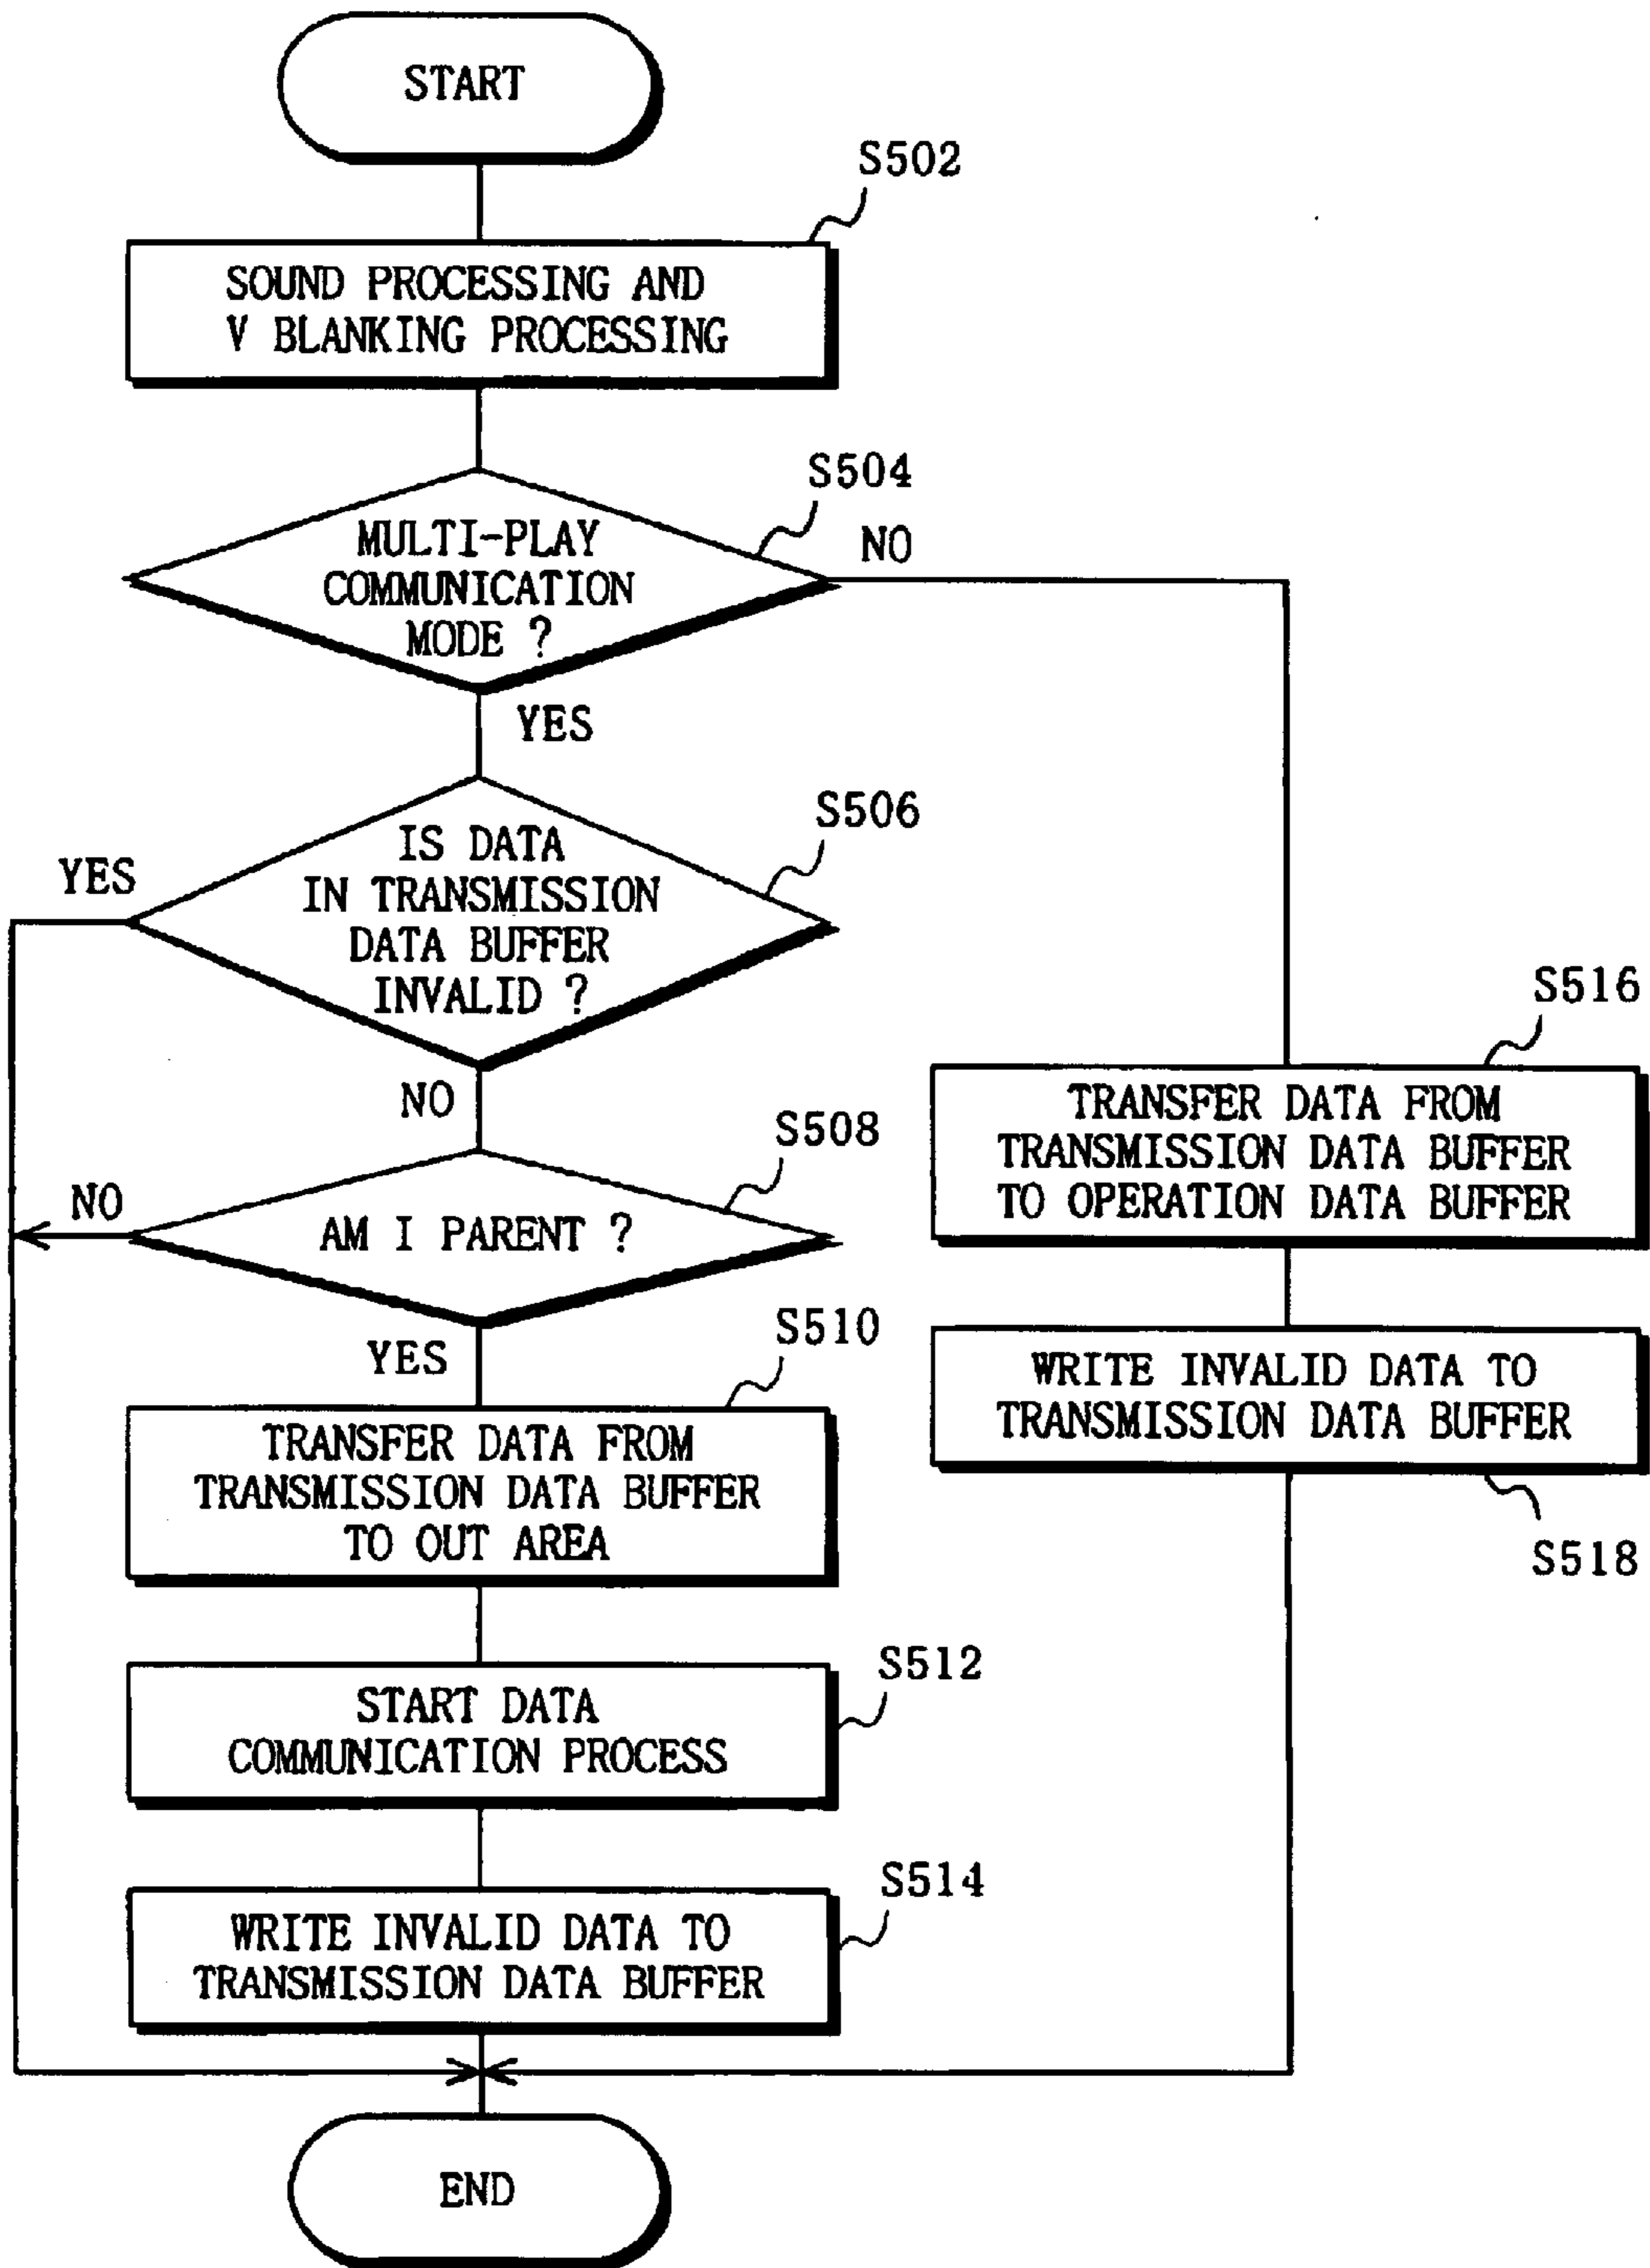 START
S502
SOUND PROCESSING AND
V BLANKING PROCESSING
S504
MULTI-PLAY
COMMUNICATION
MODE ?
NO
YES
S506
IS DATA
IN TRANSMISSION
DATA BUFFER
INVALID ?
YES
NO
S508
AM I PARENT ?
NO
YES
S510
TRANSFER DATA FROM
TRANSMISSION DATA BUFFER
TO OUT AREA
S512
START DATA
COMMUNICATION PROCESS
S514
WRITE INVALID DATA TO
TRANSMISSION DATA BUFFER
S516
TRANSFER DATA FROM
TRANSMISSION DATA BUFFER
TO OPERATION DATA BUFFER
WRITE INVALID DATA TO
TRANSMISSION DATA BUFFER
S518
END